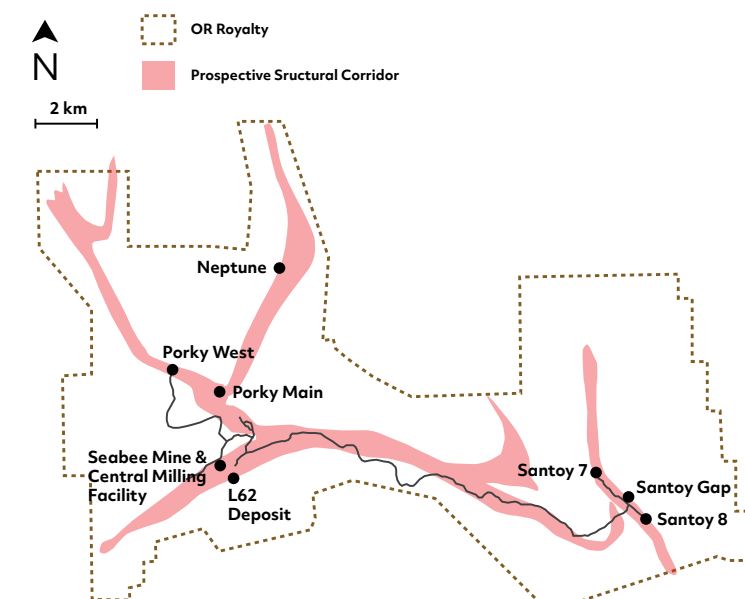 OR Royalty
N
Prospective Sructural Corridor
2 km
Neptune
Porky West
Porky Main
Seabee Mine &
Central Milling
Facility
L62
Deposit
Santoy 7
Santoy Gap
Santoy 8